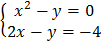 x² − y = 0
2x − y = −4